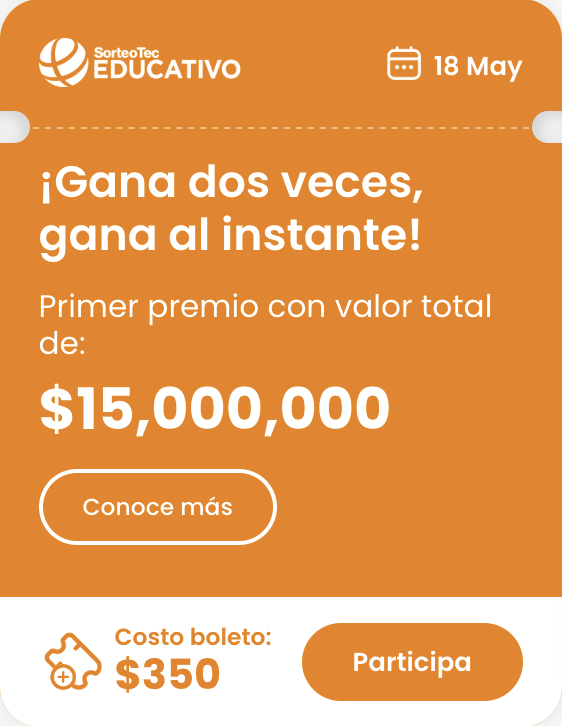 SorteoTec
EDUCATIVO
18 May
¡Gana dos veces,
gana al instante!
Primer premio con valor total
de:
$15,000,000
Conoce más
Costo boleto:
$350
Participa